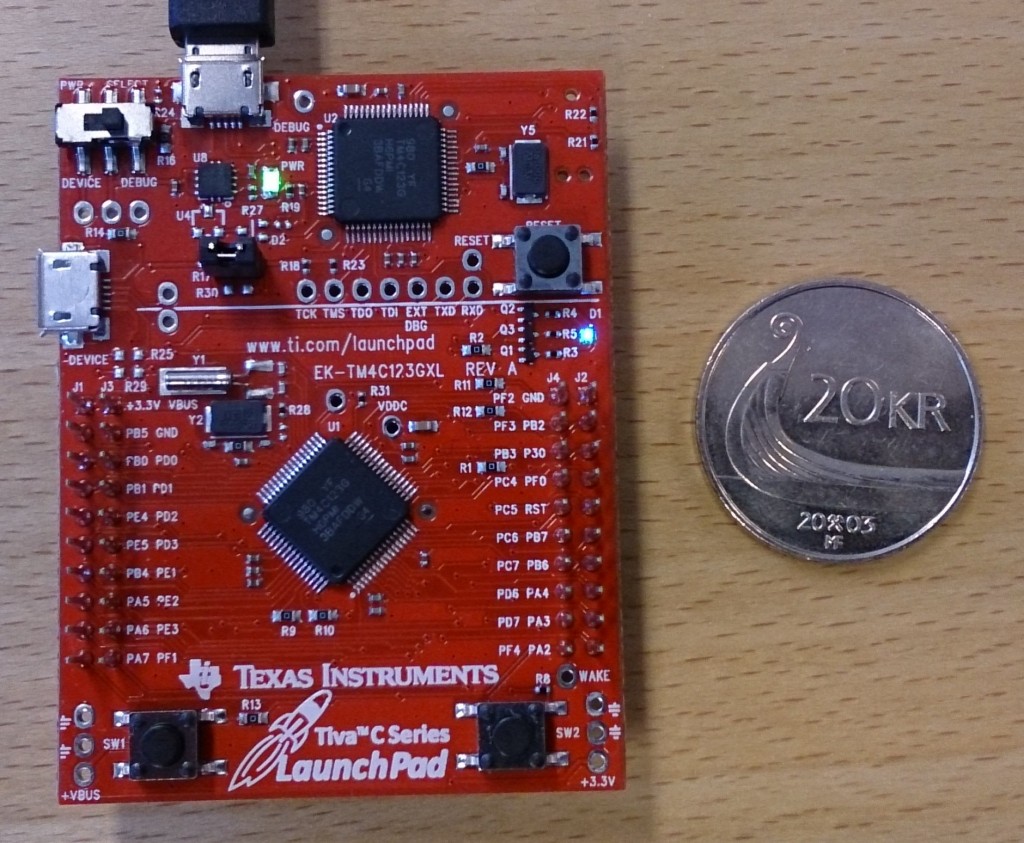 PWR SELECT
R24
R16
DEVICE DEBUG
DEBUG
U2
U8
PWR
R19
R27
U4
D2
R14
R17
R30
R18
R23
Y5
R22
R21
RESET
RESET
TCK TMS TDO TDI EXT TXD RXD
DBG
Q2 R4 D1
Q3 R5
Q1 R3
R2
www.ti.com/launchpad
EK-TM4C123GXL REV A
DEVICE
R25
R29
Y1
Y2
R28
R31
VDDC
U1
R11
R12
R1
J1 J3
+3.3V VBUS
PB5 GND
PB0 PD0
PB1 PD1
PE4 PD2
PE5 PD3
PB4 PE1
PA5 PE2
PA6 PE3
PA7 PF1
J4 J2
PF2 GND
PF3 PB2
PB3 P30
PC4 PF0
PC5 RST
PC6 PB7
PC7 PB6
PD6 PA4
PD7 PA3
PF4 PA2
R9 R10
TEXAS INSTRUMENTS
R8
WAKE
R13
SW1
SW2
Tiva™ C Series
LaunchPad
+VBUS
+3.3V
20 KR
20 03